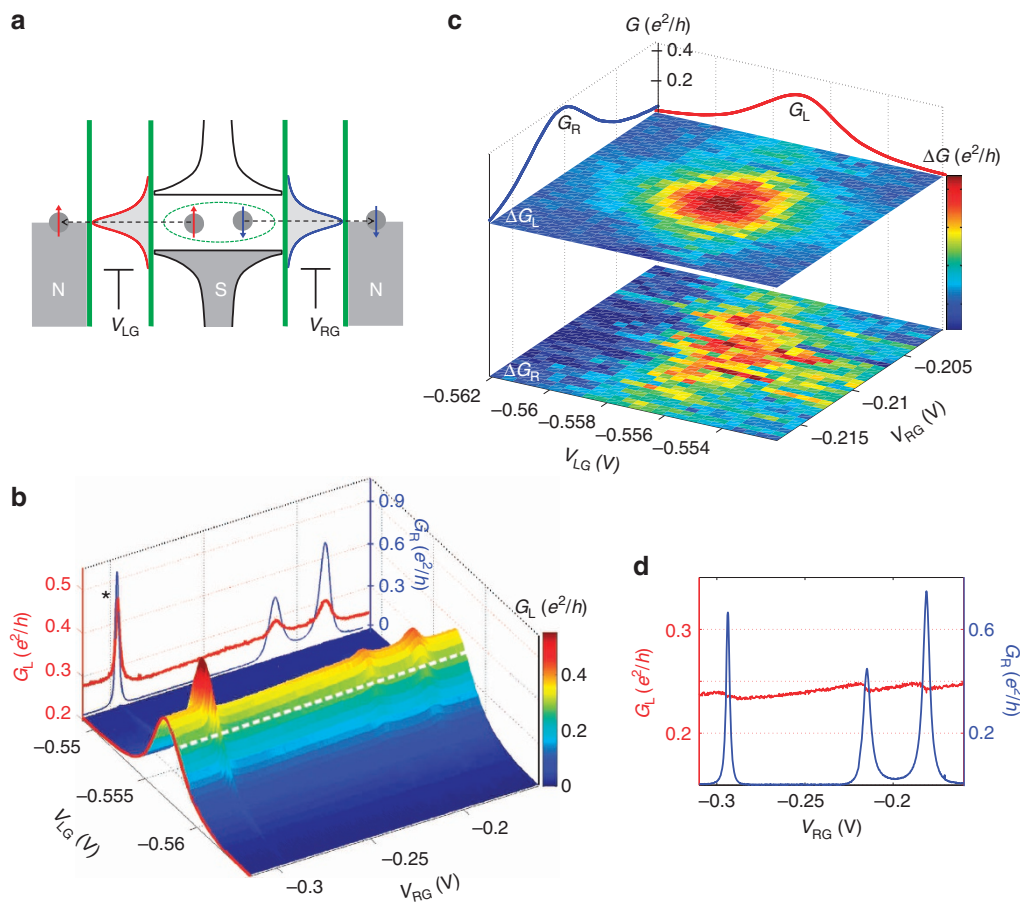 a
N
S
N
V_LG
V_RG
c
G (e²/h)
0.4
0.2
G_R
G_L
ΔG (e²/h)
ΔG_L
ΔG_R
−0.562
−0.56
−0.558
−0.556
−0.554
V_LG (V)
−0.205
−0.21
−0.215
V_RG (V)
b
G_L (e²/h)
0.5
0.4
0.3
0.2
*
0.9
0.6
0.3
0
G_R (e²/h)
G_L (e²/h)
0.4
0.2
0
−0.55
−0.555
−0.56
V_LG (V)
−0.3
−0.25
−0.2
V_RG (V)
d
G_L (e²/h)
0.3
0.2
0.6
0.2
G_R (e²/h)
−0.3
−0.25
−0.2
V_RG (V)